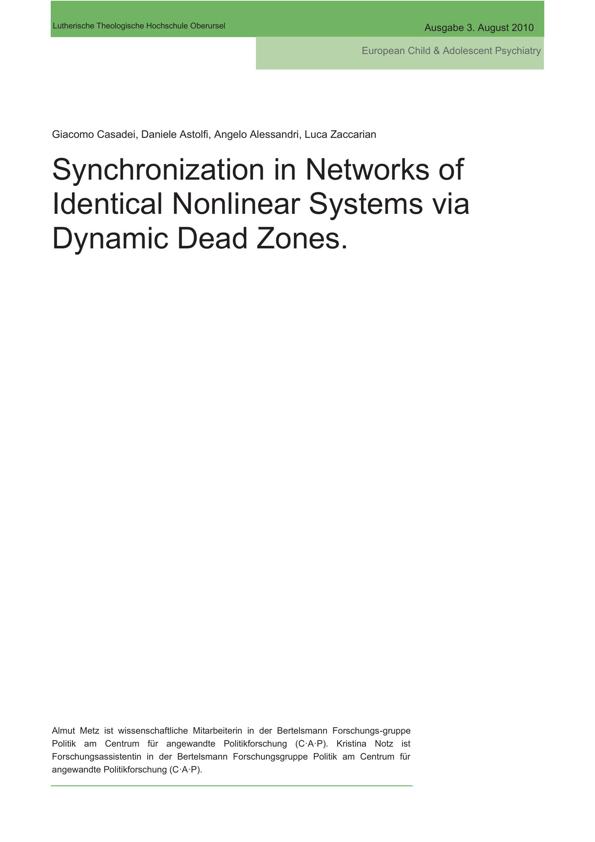 Lutherische Theologische Hochschule Oberursel
Ausgabe 3. August 2010
European Child & Adolescent Psychiatry
Giacomo Casadei, Daniele Astolfi, Angelo Alessandri, Luca Zaccarian
Synchronization in Networks of
Identical Nonlinear Systems via
Dynamic Dead Zones.
Almut Metz ist wissenschaftliche Mitarbeiterin in der Bertelsmann Forschungs-gruppe
Politik am Centrum für angewandte Politikforschung (C·A·P). Kristina Notz ist
Forschungsassistentin in der Bertelsmann Forschungsgruppe Politik am Centrum für
angewandte Politikforschung (C·A·P).